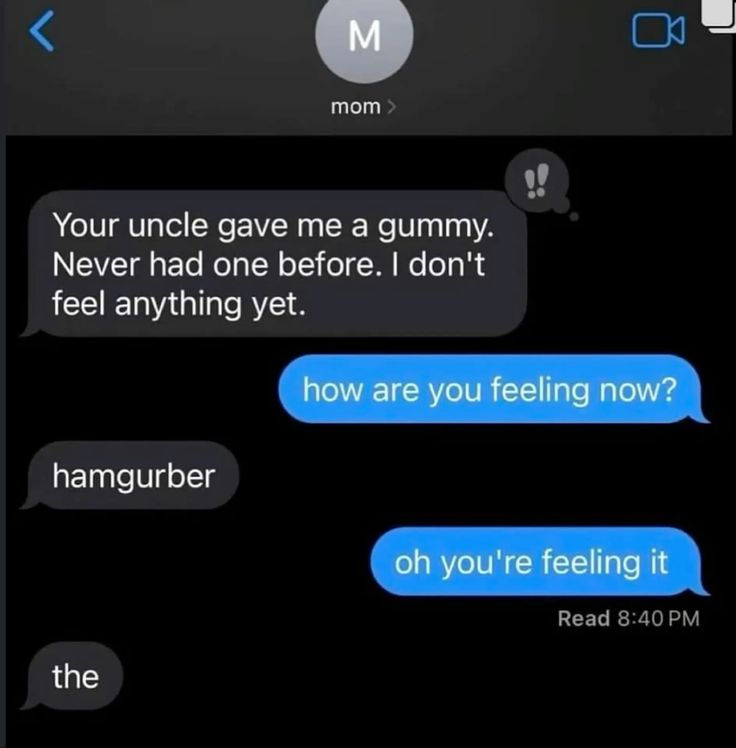 M
mom
Your uncle gave me a gummy.
Never had one before. I don't
feel anything yet.
how are you feeling now?
hamgurber
oh you're feeling it
Read 8:40 PM
the